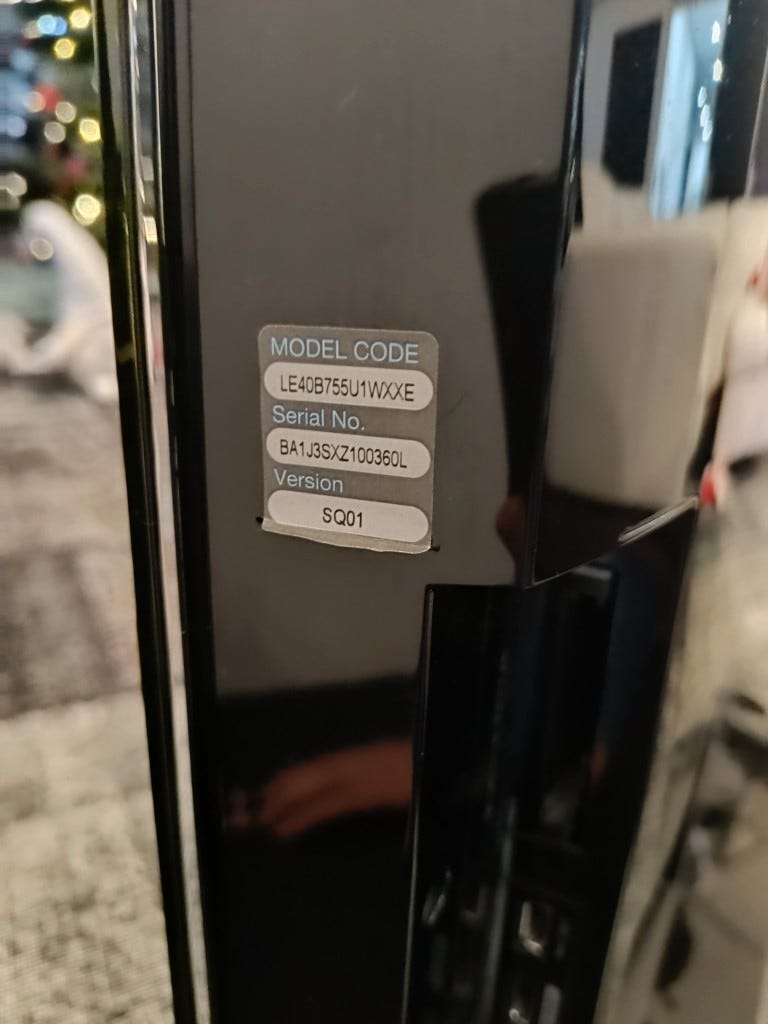 MODEL CODE
LE40B755U1WXXE
Serial No.
BA1J3SXZ100360L
Version
SQ01